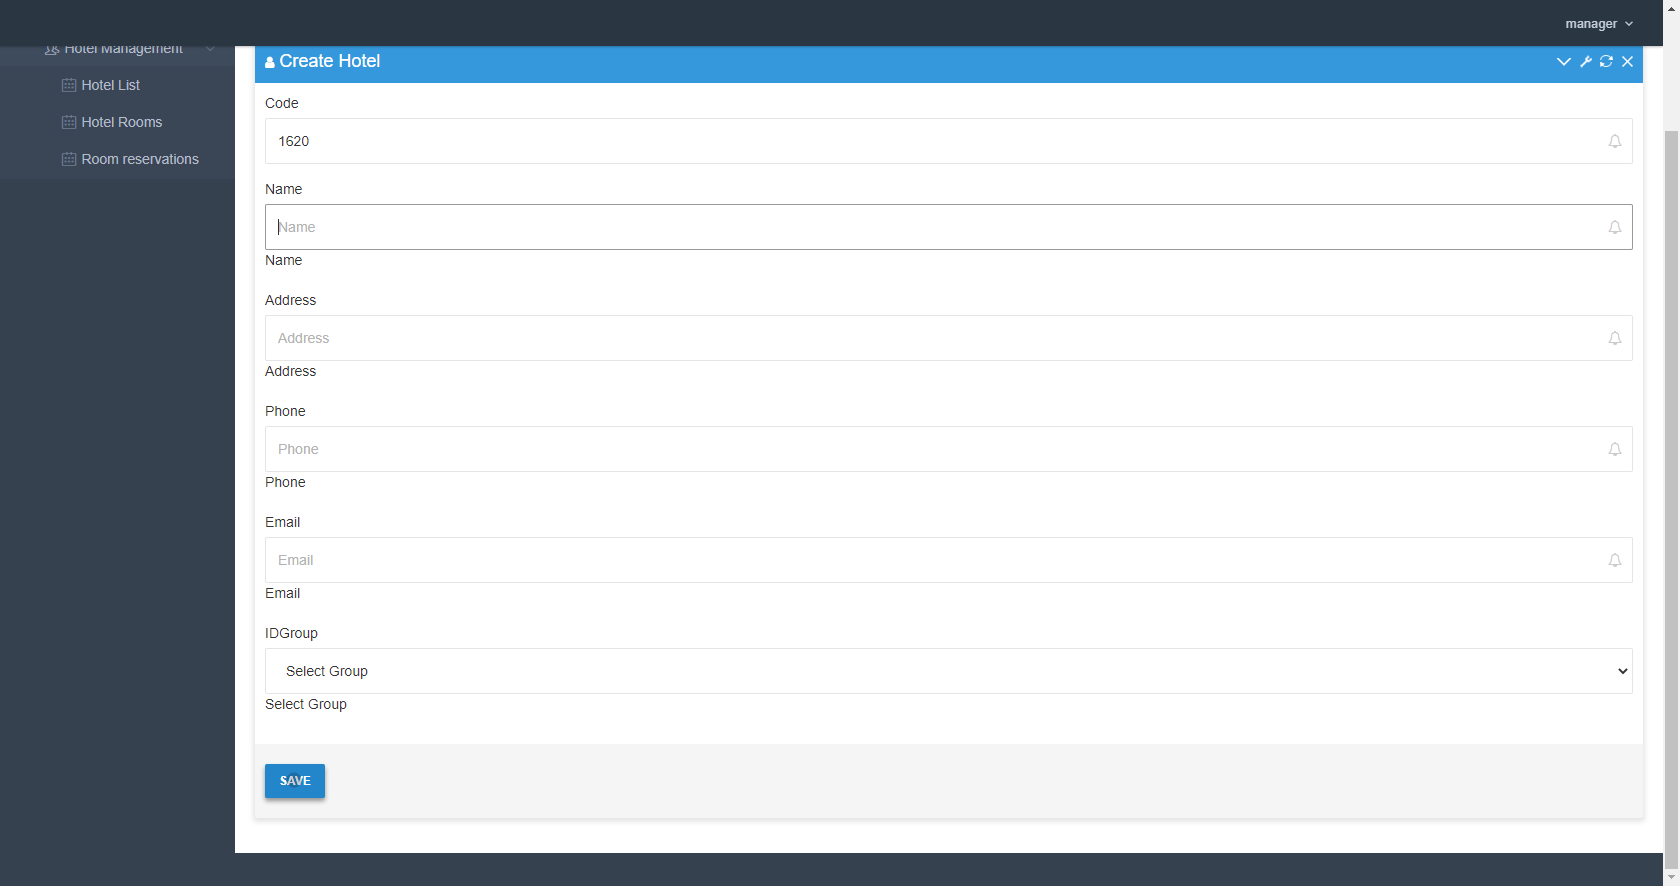 manager
Hotel Management
Hotel List
Hotel Rooms
Room reservations
Create Hotel
Code
1620
Name
Name
Name
Address
Address
Address
Phone
Phone
Phone
Email
Email
Email
IDGroup
Select Group
Select Group
SAVE